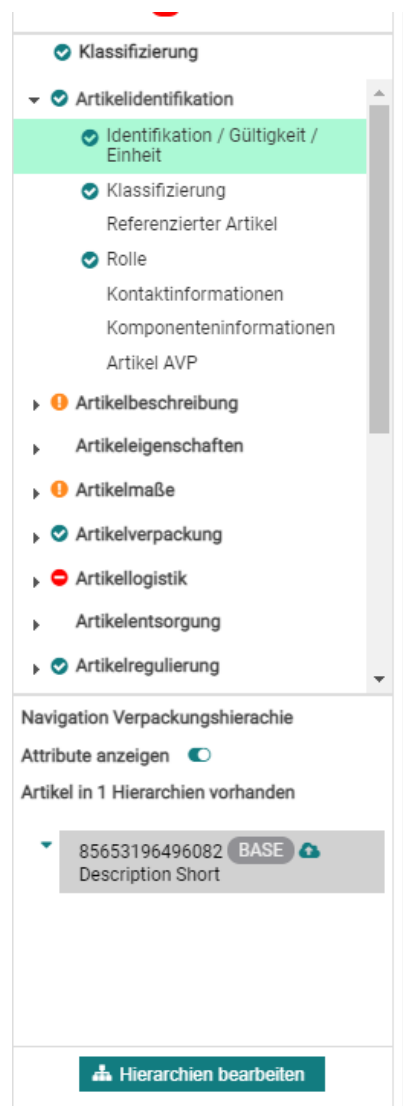 Klassifizierung
Artikelidentifikation
Identifikation / Gültigkeit /
Einheit
Klassifizierung
Referenzierter Artikel
Rolle
Kontaktinformationen
Komponenteninformationen
Artikel AVP
Artikelbeschreibung
Artikeleigenschaften
Artikelmaße
Artikelverpackung
Artikellogistik
Artikelentsorgung
Artikelregulierung
Navigation Verpackungshierachie
Attribute anzeigen
Artikel in 1 Hierarchien vorhanden
85653196496082 BASE
Description Short
Hierarchien bearbeiten